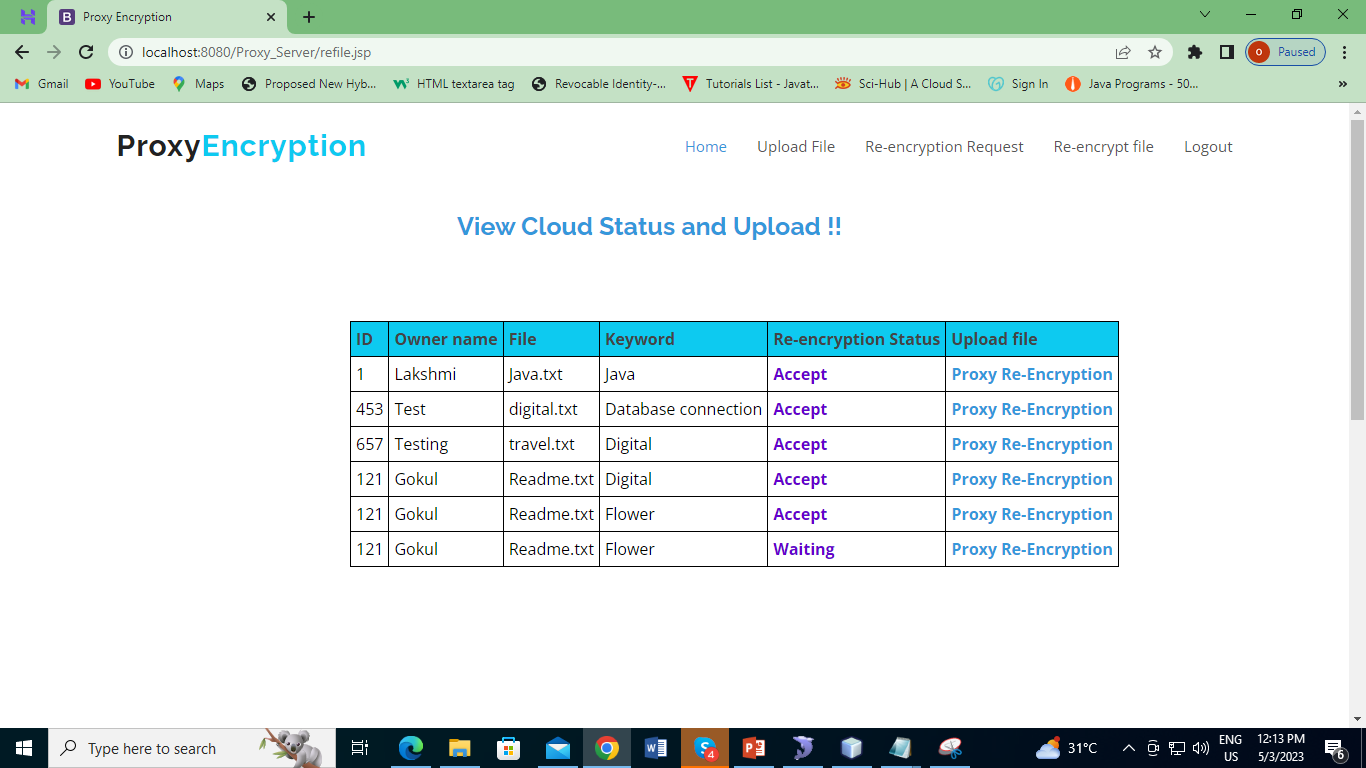 Proxy Encryption
localhost:8080/Proxy_Server/refile.jsp
O Paused
Gmail YouTube Maps Proposed New Hyb... HTML textarea tag Revocable Identity-... Tutorials List - Javat... Sci-Hub | A Cloud S... Sign In Java Programs - 50... »
ProxyEncryption Home Upload File Re-encryption Request Re-encrypt file Logout
View Cloud Status and Upload !!
ID Owner name File Keyword Re-encryption Status Upload file
1 Lakshmi Java.txt Java Accept Proxy Re-Encryption
453 Test digital.txt Database connection Accept Proxy Re-Encryption
657 Testing travel.txt Digital Accept Proxy Re-Encryption
121 Gokul Readme.txt Digital Accept Proxy Re-Encryption
121 Gokul Readme.txt Flower Accept Proxy Re-Encryption
121 Gokul Readme.txt Flower Waiting Proxy Re-Encryption
Type here to search 4 31°C ENG 12:13 PM
US 5/3/2023 6